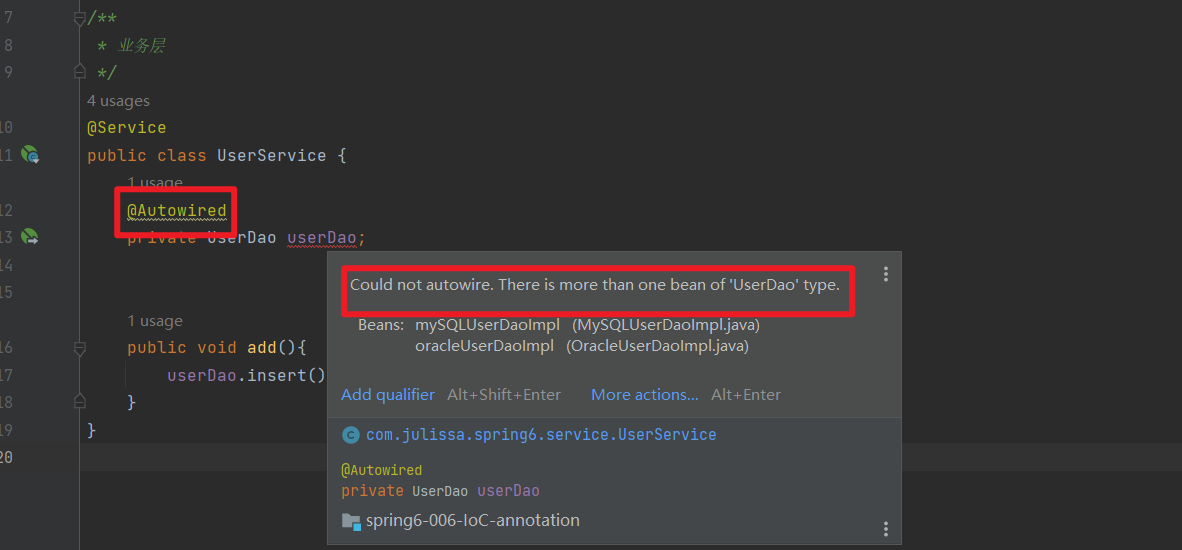 7 /**
8 * 业务层
9 */
4 usages
10 @Service
11 public class UserService {
1 usage
12 @Autowired
13 private UserDao userDao;
14
15
1 usage
16 public void add(){
17 userDao.insert()
18 }
19 }
20
Could not autowire. There is more than one bean of 'UserDao' type.
Beans: mySQLUserDaoImpl (MySQLUserDaoImpl.java)
oracleUserDaoImpl (OracleUserDaoImpl.java)
Add qualifier Alt+Shift+Enter More actions... Alt+Enter
com.julissa.spring6.service.UserService
@Autowired
private UserDao userDao
spring6-006-IoC-annotation